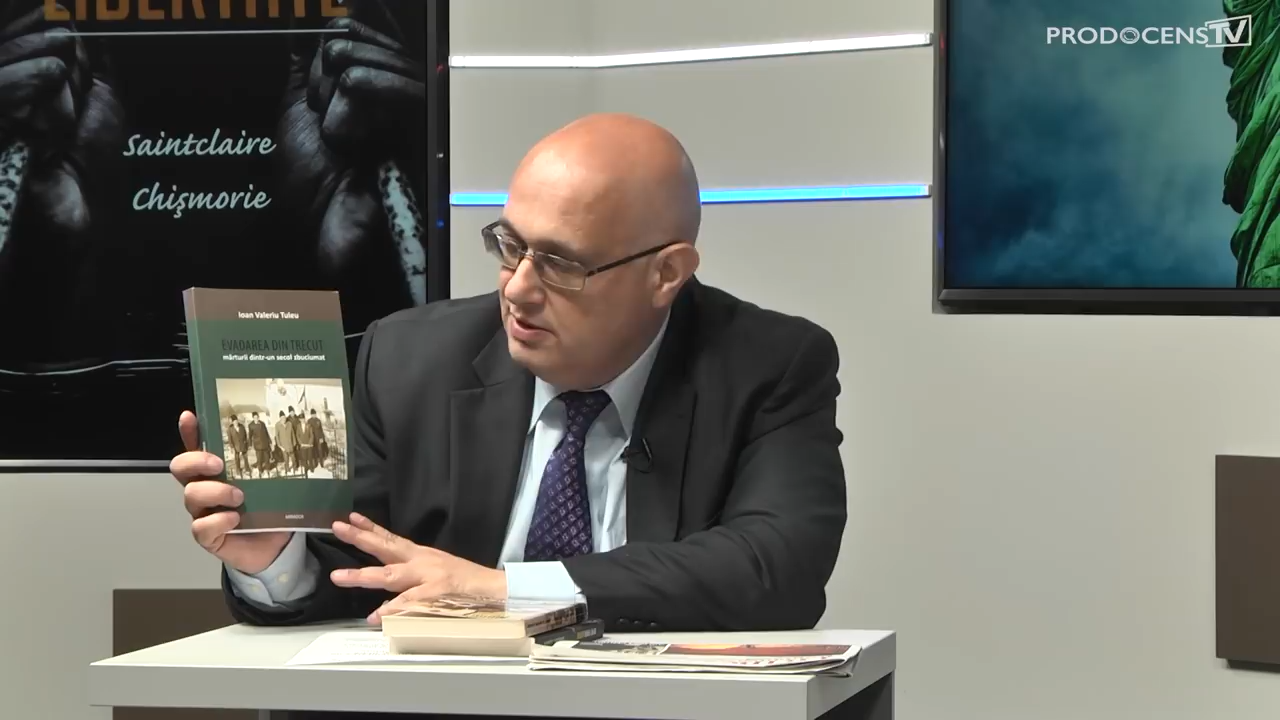 LIBERTATE
Saintclaire
Chişmorie
PRODOCENSTV
Ioan Valeriu Tuleu
EVADAREA DIN TRECUT
mărturii dintr-un secol zbuciumat